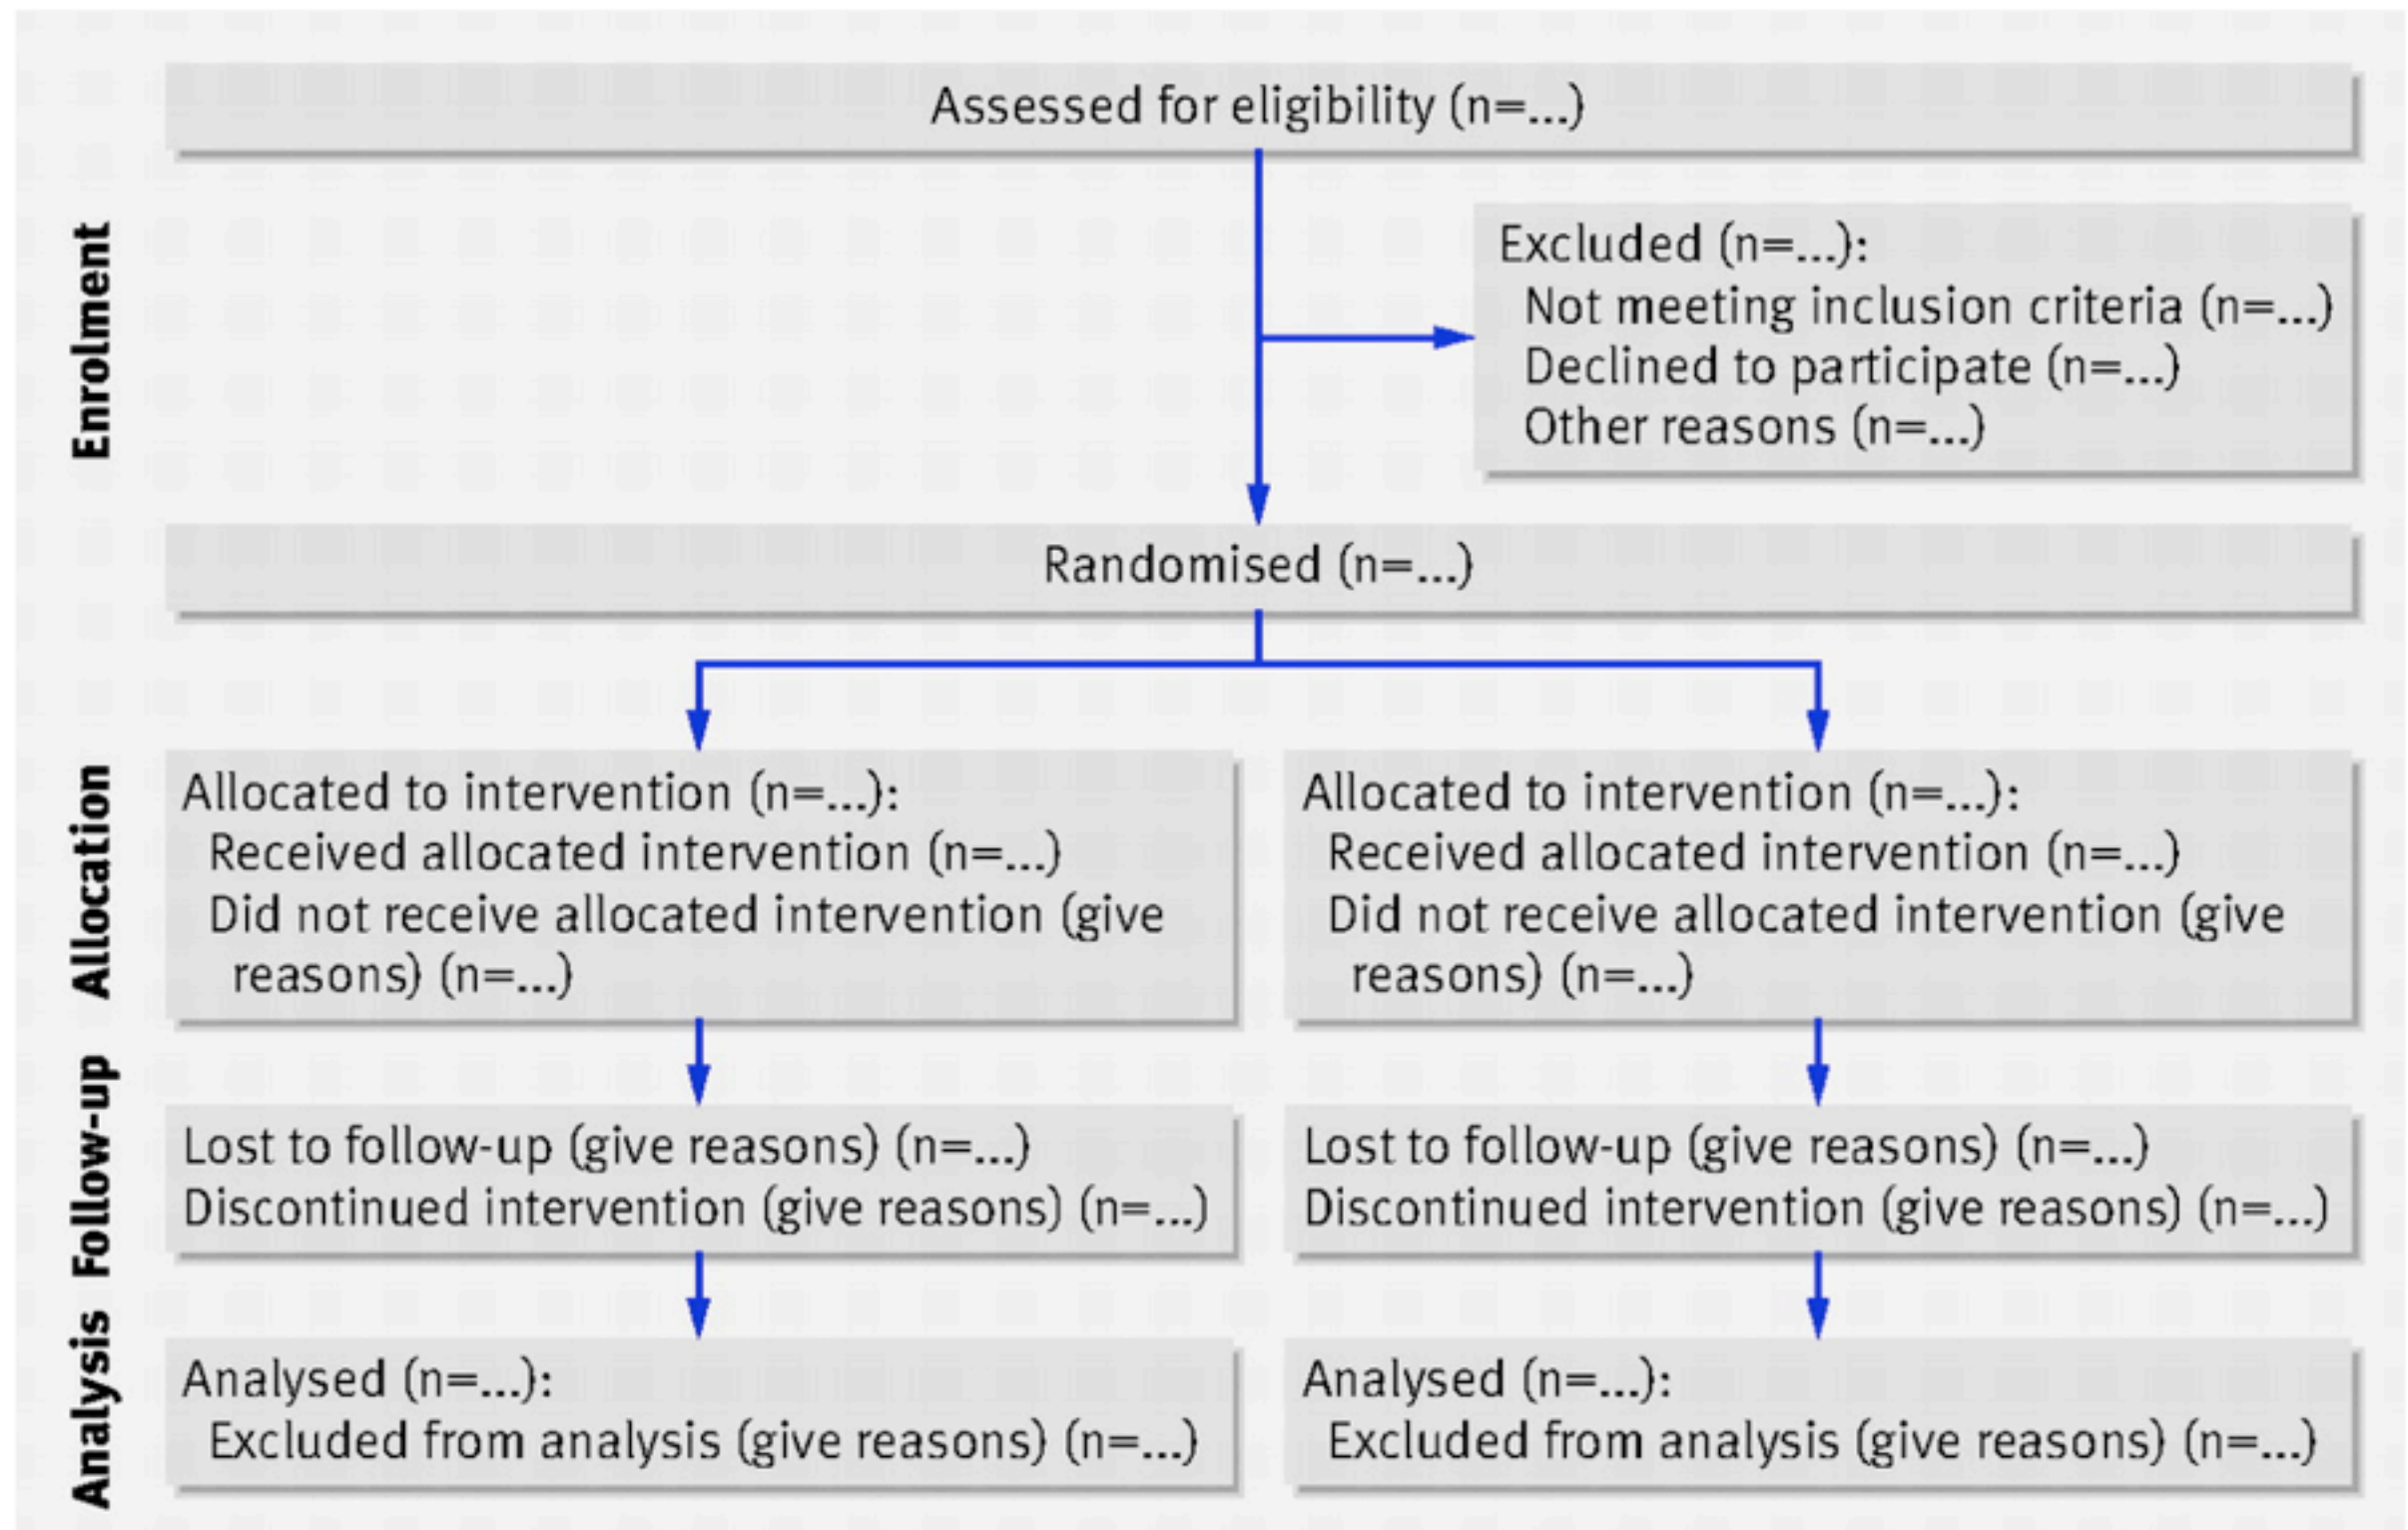 Assessed for eligibility (n=...)
Enrolment
Excluded (n=...):
Not meeting inclusion criteria (n=...)
Declined to participate (n=...)
Other reasons (n=...)
Randomised (n=...)
Allocation
Allocated to intervention (n=...):
Received allocated intervention (n=...)
Did not receive allocated intervention (give
reasons) (n=...)
Allocated to intervention (n=...):
Received allocated intervention (n=...)
Did not receive allocated intervention (give
reasons) (n=...)
Follow-up
Lost to follow-up (give reasons) (n=...)
Discontinued intervention (give reasons) (n=...)
Lost to follow-up (give reasons) (n=...)
Discontinued intervention (give reasons) (n=...)
Analysis
Analysed (n=...):
Excluded from analysis (give reasons) (n=...)
Analysed (n=...):
Excluded from analysis (give reasons) (n=...)